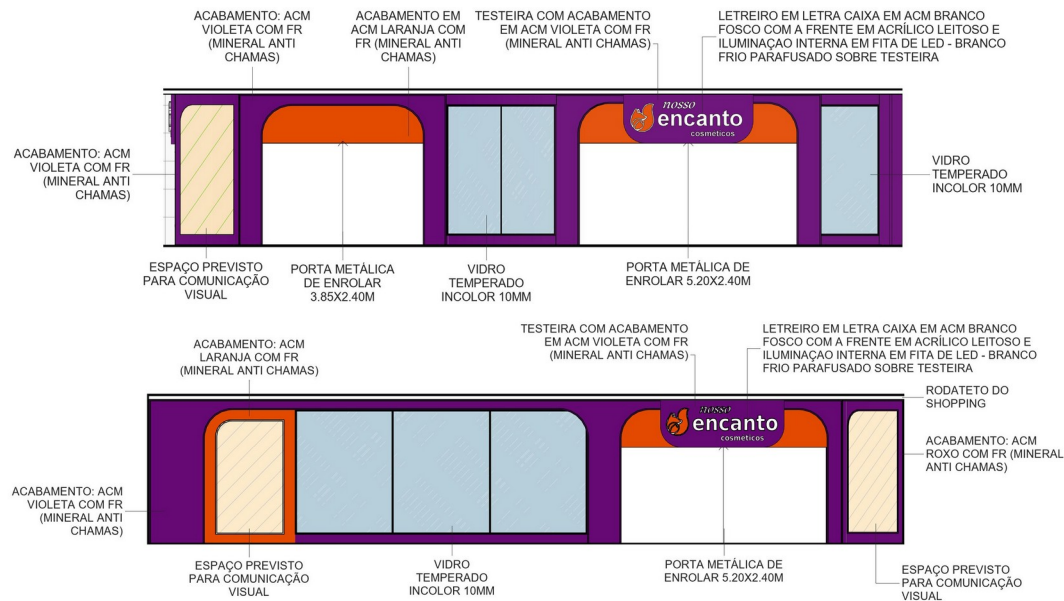 ACABAMENTO: ACM
VIOLETA COM FR
(MINERAL ANTI
CHAMAS)
ACABAMENTO EM
ACM LARANJA COM
FR (MINERAL ANTI
CHAMAS)
TESTEIRA COM ACABAMENTO
EM ACM VIOLETA COM FR
(MINERAL ANTI CHAMAS)
LETREIRO EM LETRA CAIXA EM ACM BRANCO
FOSCO COM A FRENTE EM ACRÍLICO LEITOSO E
ILUMINAÇAO INTERNA EM FITA DE LED - BRANCO
FRIO PARAFUSADO SOBRE TESTEIRA
nosso
encanto
cosmeticos
ACABAMENTO: ACM
VIOLETA COM FR
(MINERAL ANTI
CHAMAS)
VIDRO
TEMPERADO
INCOLOR 10MM
ESPAÇO PREVISTO
PARA COMUNICAÇÃO
VISUAL
PORTA METÁLICA
DE ENROLAR
3.85X2.40M
VIDRO
TEMPERADO
INCOLOR 10MM
PORTA METÁLICA DE
ENROLAR 5.20X2.40M
ACABAMENTO: ACM
LARANJA COM FR
(MINERAL ANTI CHAMAS)
TESTEIRA COM ACABAMENTO
EM ACM VIOLETA COM FR
(MINERAL ANTI CHAMAS)
LETREIRO EM LETRA CAIXA EM ACM BRANCO
FOSCO COM A FRENTE EM ACRÍLICO LEITOSO E
ILUMINAÇAO INTERNA EM FITA DE LED - BRANCO
FRIO PARAFUSADO SOBRE TESTEIRA
RODATETO DO
SHOPPING
nosso
encanto
cosmeticos
ACABAMENTO: ACM
ROXO COM FR (MINERAL
ANTI CHAMAS)
ACABAMENTO: ACM
VIOLETA COM FR
(MINERAL ANTI
CHAMAS)
ESPAÇO PREVISTO
PARA COMUNICAÇÃO
VISUAL
VIDRO
TEMPERADO
INCOLOR 10MM
PORTA METÁLICA DE
ENROLAR 5.20X2.40M
ESPAÇO PREVISTO
PARA COMUNICAÇÃO
VISUAL